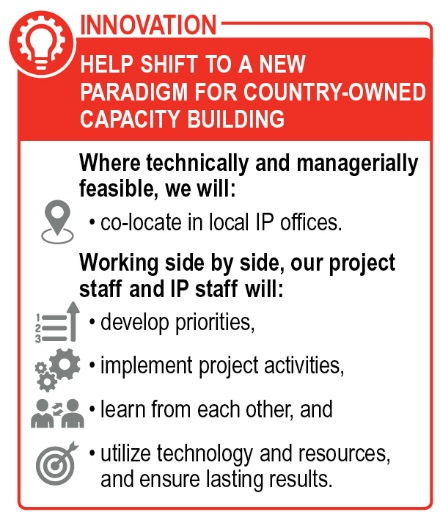 INNOVATION
HELP SHIFT TO A NEW
PARADIGM FOR COUNTRY-OWNED
CAPACITY BUILDING
Where technically and managerially
feasible, we will:
• co-locate in local IP offices.
Working side by side, our project
staff and IP staff will:
1
2
3
• develop priorities,
• implement project activities,
• learn from each other, and
• utilize technology and resources,
and ensure lasting results.